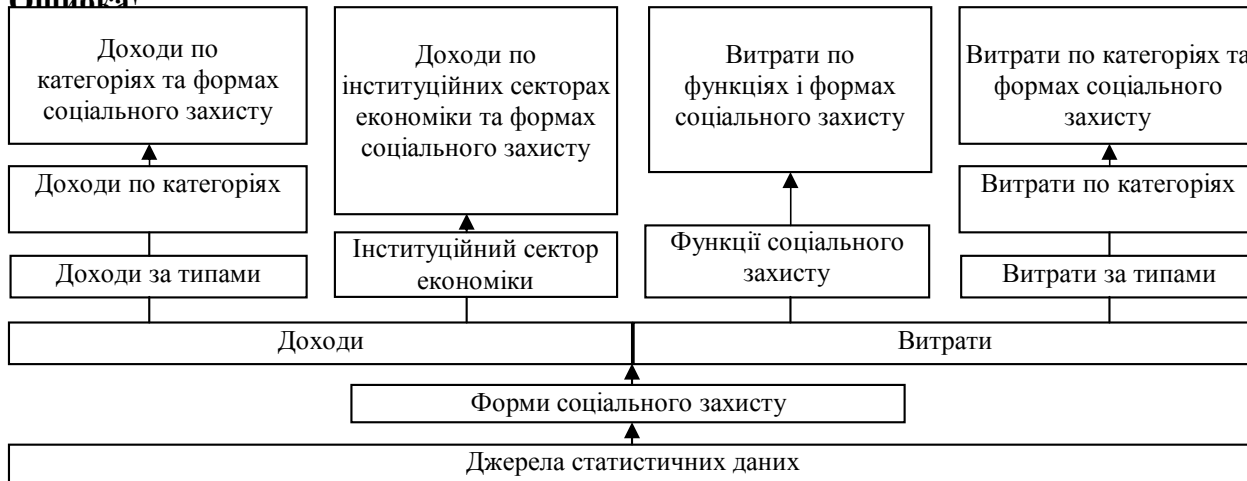 Ошибка!
Доходи по
категоріях та формах
соціального захисту
Доходи по
інституційних секторах
економіки та формах
соціального захисту
Витрати по
функціях і формах
соціального захисту
Витрати по категоріях та
формах соціального
захисту
Доходи по категоріях
Інституційний сектор
економіки
Функції соціального
захисту
Витрати по категоріях
Доходи за типами
Витрати за типами
Доходи
Витрати
Форми соціального захисту
Джерела статистичних даних